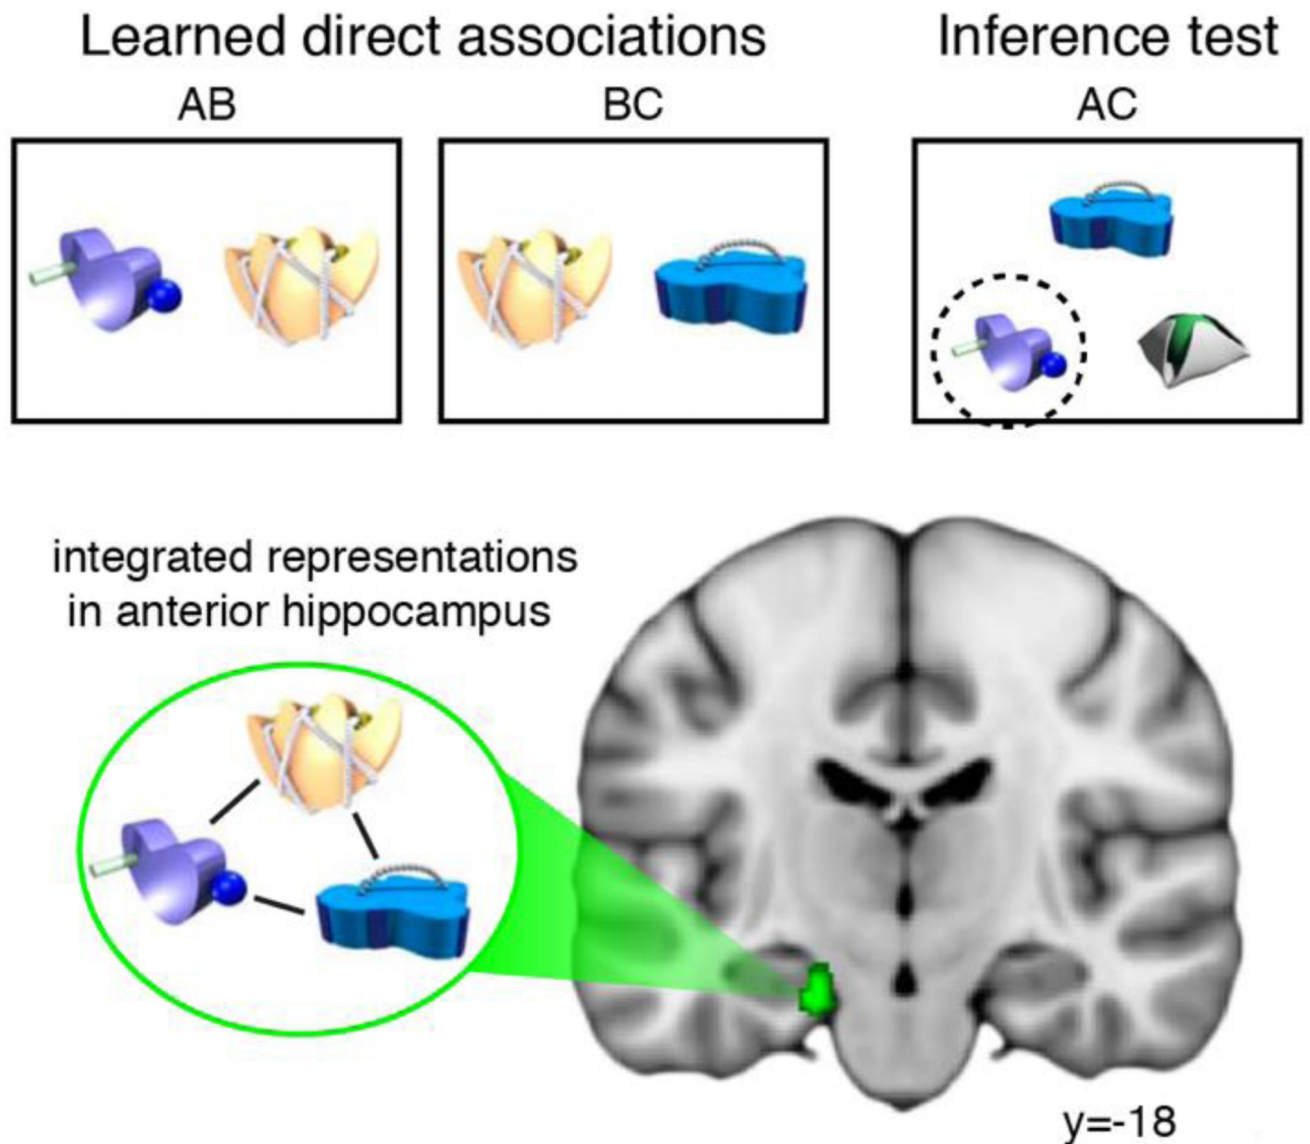 Learned direct associations
Inference test
AB
BC
AC
integrated representations
in anterior hippocampus
y=-18